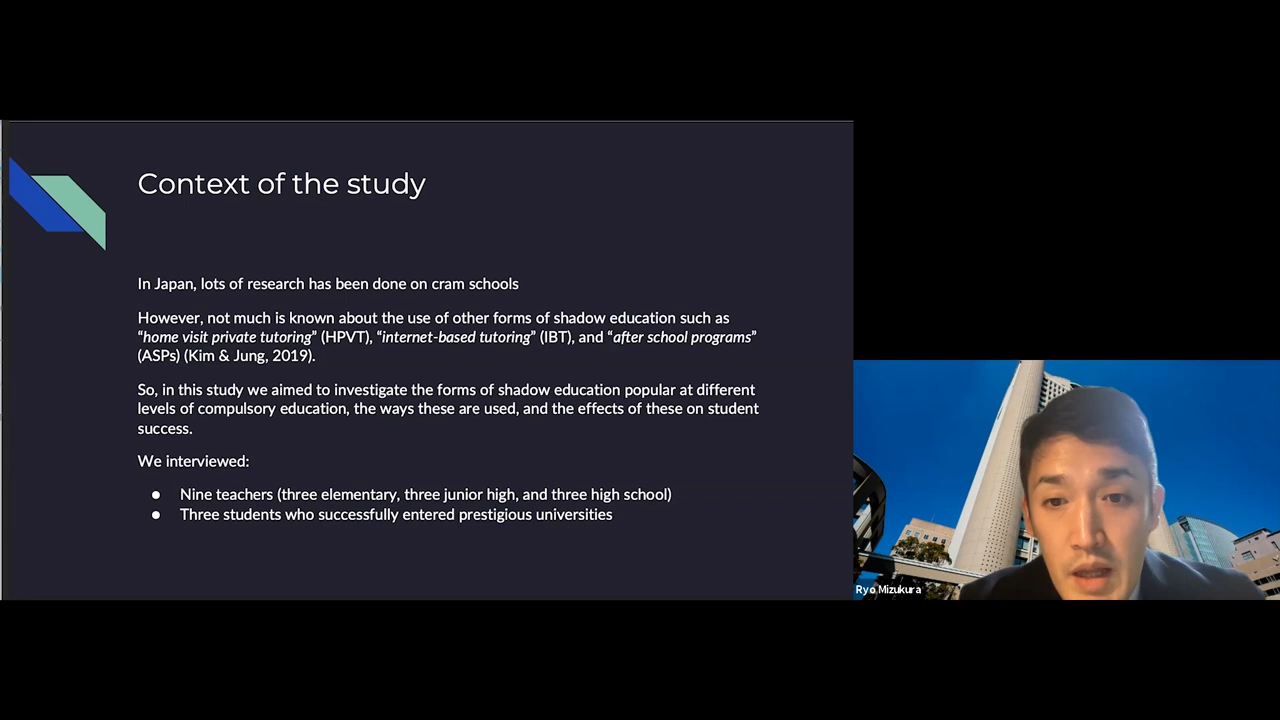 Context of the study
In Japan, lots of research has been done on cram schools
However, not much is known about the use of other forms of shadow education such as
“home visit private tutoring” (HPVT), “internet-based tutoring” (IBT), and “after school programs”
(ASPs) (Kim & Jung, 2019).
So, in this study we aimed to investigate the forms of shadow education popular at different
levels of compulsory education, the ways these are used, and the effects of these on student
success.
We interviewed:
● Nine teachers (three elementary, three junior high, and three high school)
● Three students who successfully entered prestigious universities
Ryo Mizukura